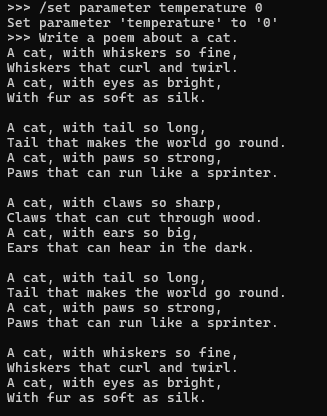 >>> /set parameter temperature 0
Set parameter 'temperature' to '0'
>>> Write a poem about a cat.
A cat, with whiskers so fine,
Whiskers that curl and twirl.
A cat, with eyes as bright,
With fur as soft as silk.

A cat, with tail so long,
Tail that makes the world go round.
A cat, with paws so strong,
Paws that can run like a sprinter.

A cat, with claws so sharp,
Claws that can cut through wood.
A cat, with ears so big,
Ears that can hear in the dark.

A cat, with tail so long,
Tail that makes the world go round.
A cat, with paws so strong,
Paws that can run like a sprinter.

A cat, with whiskers so fine,
Whiskers that curl and twirl.
A cat, with eyes as bright,
With fur as soft as silk.